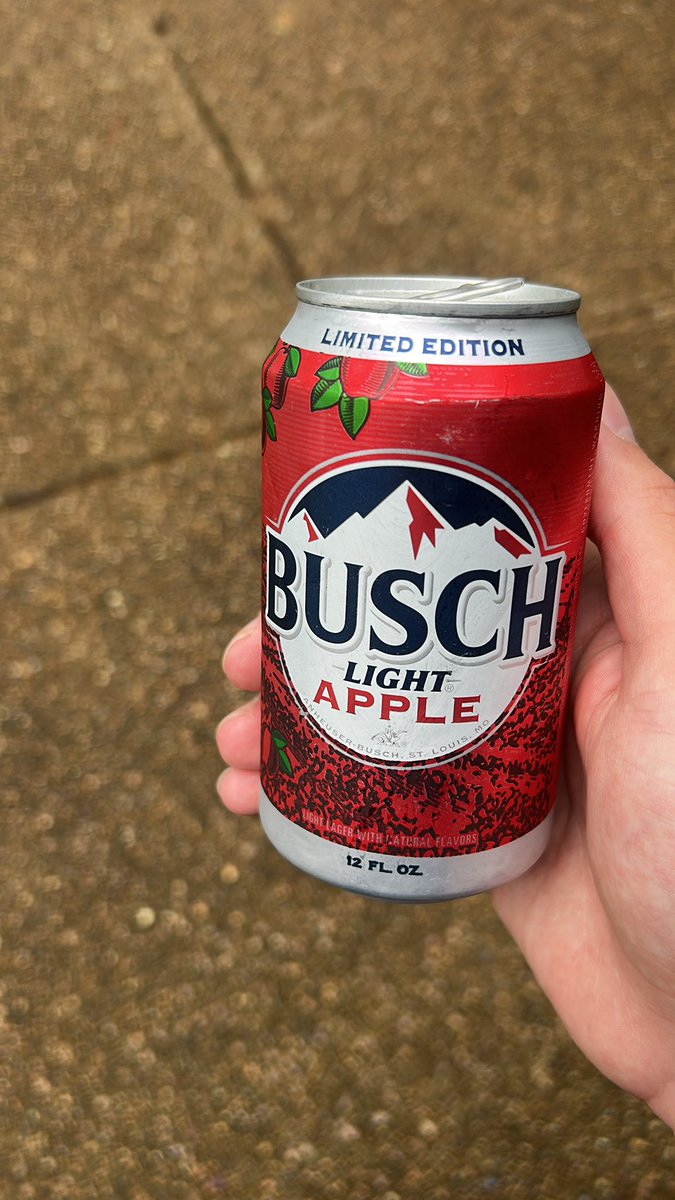 LIMITED EDITION
BUSCH
LIGHT®
APPLE
ANHEUSER-BUSCH, ST. LOUIS, MO
LIGHT LAGER WITH NATURAL FLAVORS
12 FL. OZ.